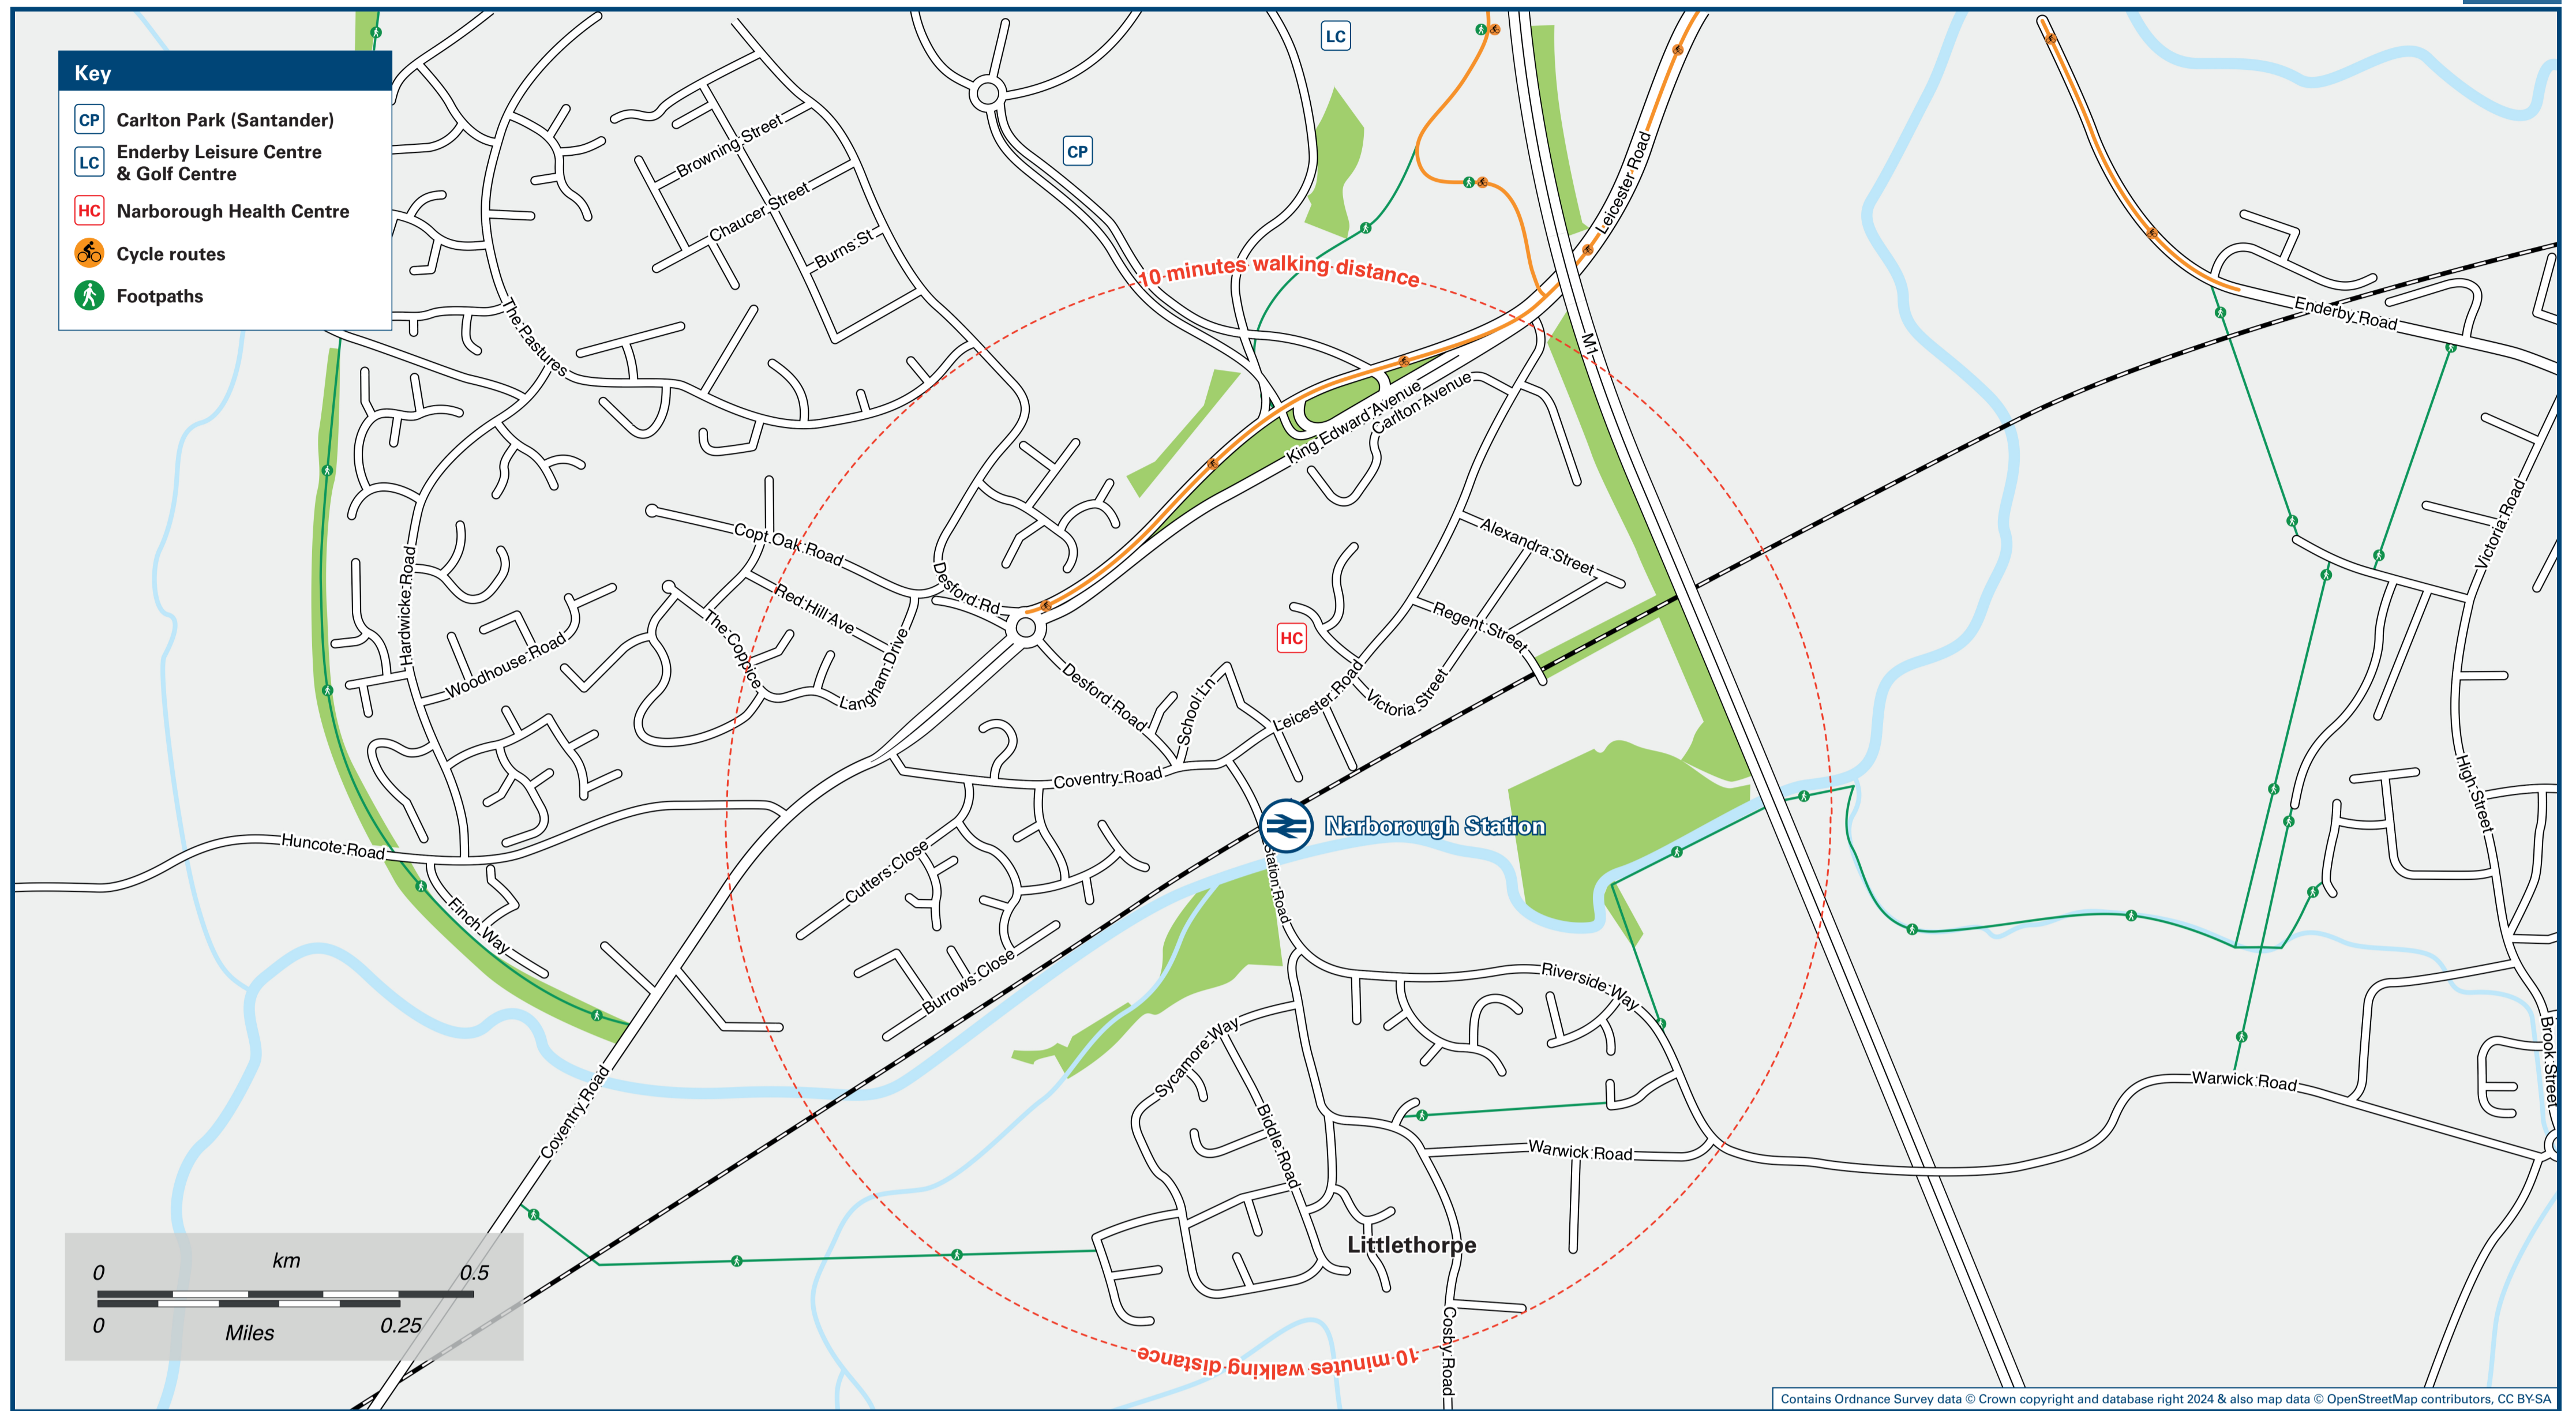 Key
CP Carlton Park (Santander)
LC Enderby Leisure Centre
& Golf Centre
HC Narborough Health Centre
Cycle routes
Footpaths
LC
CP
Browning Street
Chaucer Street
Burns St
Leicester Road
10 minutes walking distance
The Pastures
M1
Enderby Road
King Edward Avenue
Carlton Avenue
Victoria Road
Copt Oak Road
Alexandra Street
Desford Rd
Red Hill Ave
Regent Street
Hardwicke Road
The Coppice
HC
Woodhouse Road
Langham Drive
Desford Road
School Ln
Leicester Road
Victoria Street
Coventry Road
High Street
Narborough Station
Huncote Road
Cutters Close
Station Road
Finch Way
Burrows Close
Riverside Way
Sycamore Way
Brook Street
Warwick Road
Coventry Road
Biddle Road
Warwick Road
Littlethorpe
km
0 0.5
0 0.25
Miles
Cosby Road
10 minutes walking distance
Contains Ordnance Survey data © Crown copyright and database right 2024 & also map data © OpenStreetMap contributors, CC BY-SA